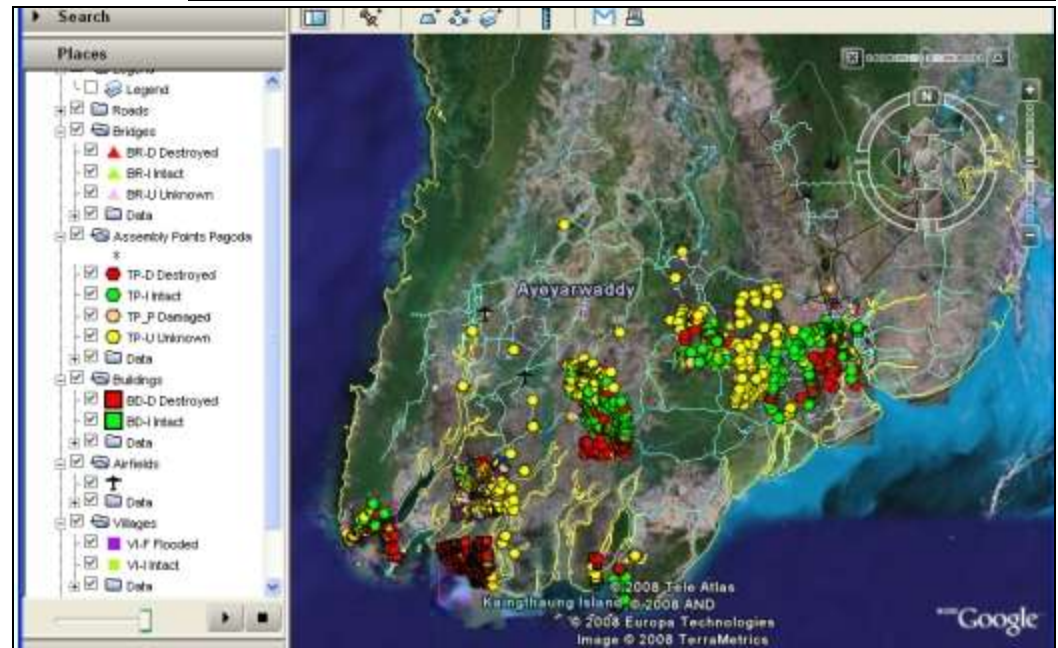 Search
Places
Legend
Roads
Bridges
BR-D Destroyed
BR-I Intact
BR-U Unknown
Data
Assembly Points Pagoda
s
TP-D Destroyed
TP-I Intact
TP_P Damaged
TP-U Unknown
Data
Buildings
BD-D Destroyed
BD-I Intact
Data
Airfields
Data
Villages
VI-F Flooded
VI-I Intact
Data
N
Ayeyarwaddy
© 2008 Tele Atlas
Kaingthaung Island © 2008 AND
© 2008 Europa Technologies
Image © 2008 TerraMetrics
Google